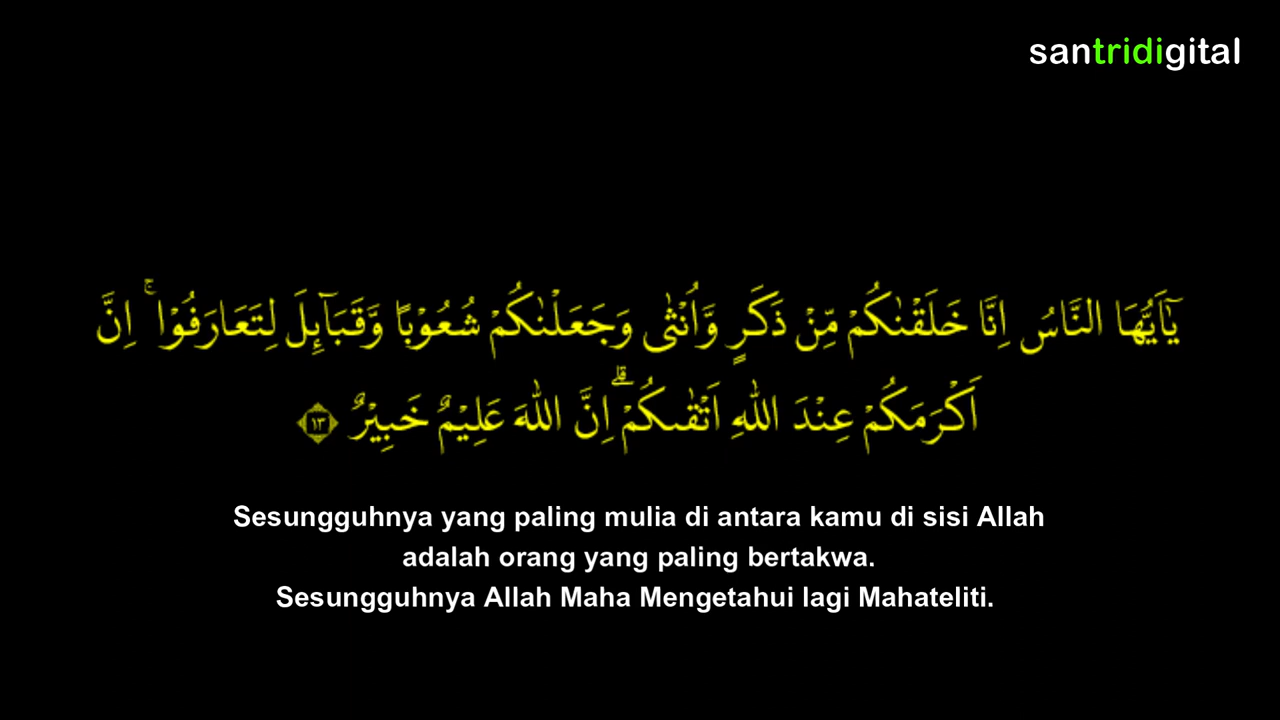 santridigital
يٰٓاَيُّهَا النَّاسُ اِنَّا خَلَقْنٰكُمْ مِّنْ ذَكَرٍ وَّاُنْثٰى وَجَعَلْنٰكُمْ شُعُوْبًا وَّقَبَاۤىِٕلَ لِتَعَارَفُوْا ۚ اِنَّ
اَكْرَمَكُمْ عِنْدَ اللّٰهِ اَتْقٰىكُمْ ۗ اِنَّ اللّٰهَ عَلِيْمٌ خَبِيْرٌ ١٣
Sesungguhnya yang paling mulia di antara kamu di sisi Allah
adalah orang yang paling bertakwa.
Sesungguhnya Allah Maha Mengetahui lagi Mahateliti.